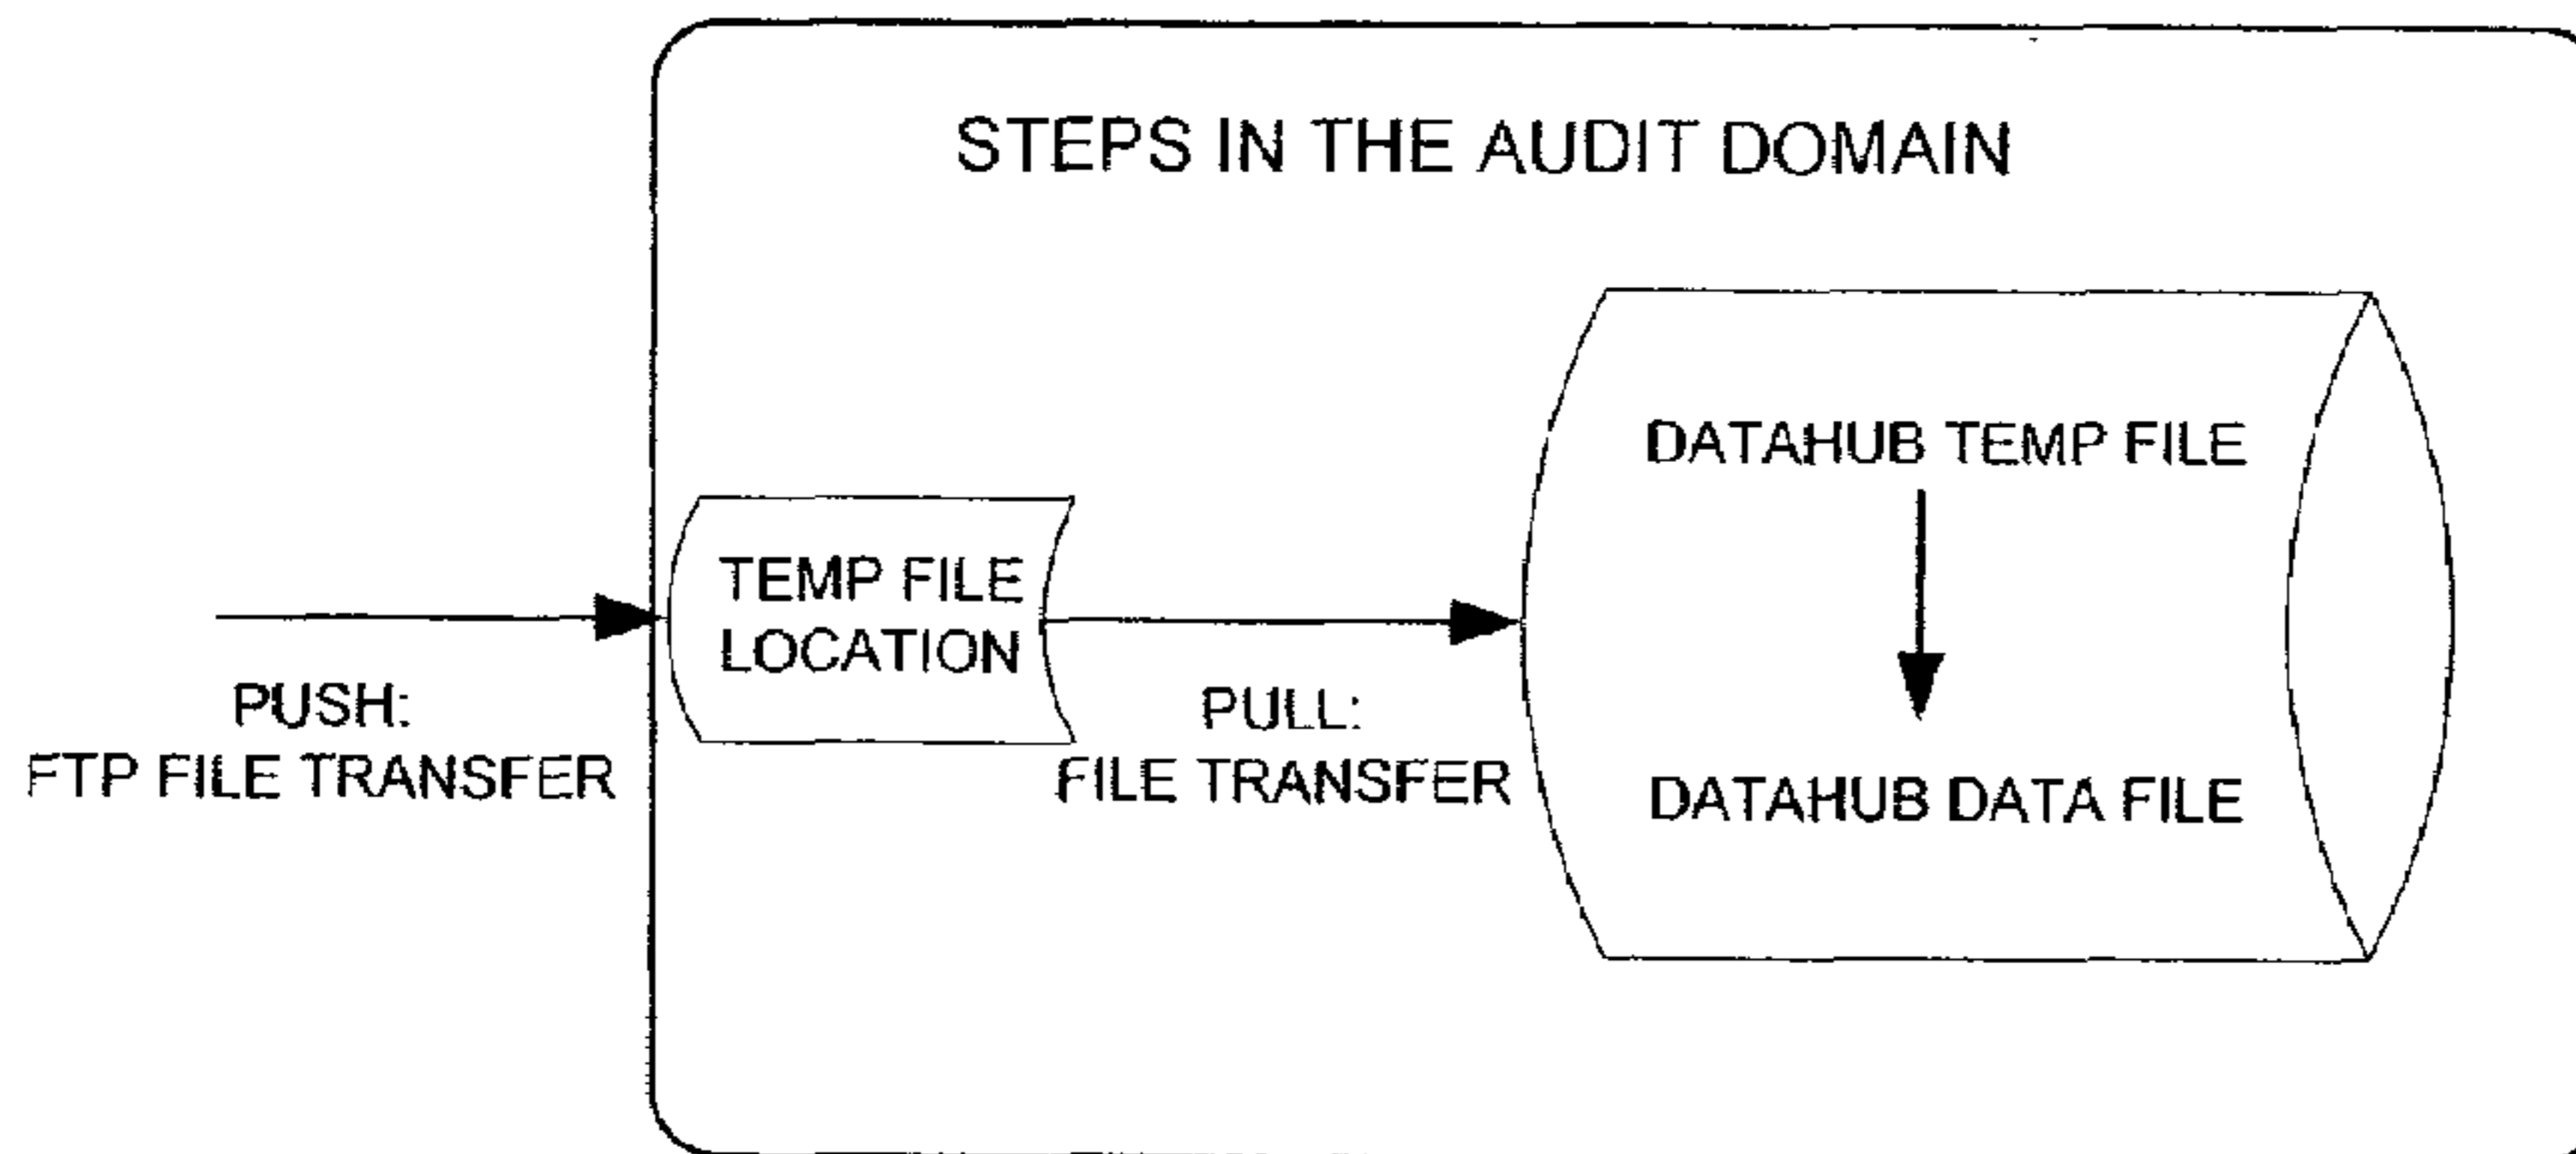 STEPS IN THE AUDIT DOMAIN
DATAHUB TEMP FILE
TEMP FILE
LOCATION
PUSH:
FTP FILE TRANSFER
PULL:
FILE TRANSFER
DATAHUB DATA FILE